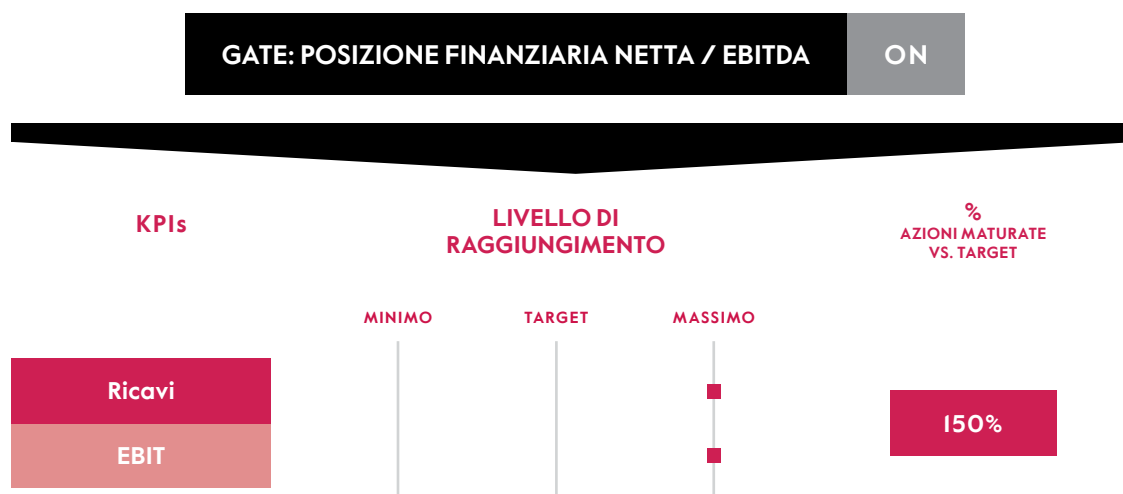 GATE: POSIZIONE FINANZIARIA NETTA / EBITDA
ON
KPIs
LIVELLO DI
RAGGIUNGIMENTO
%
AZIONI MATURATE
VS. TARGET
MINIMO
TARGET
MASSIMO
Ricavi
EBIT
150%